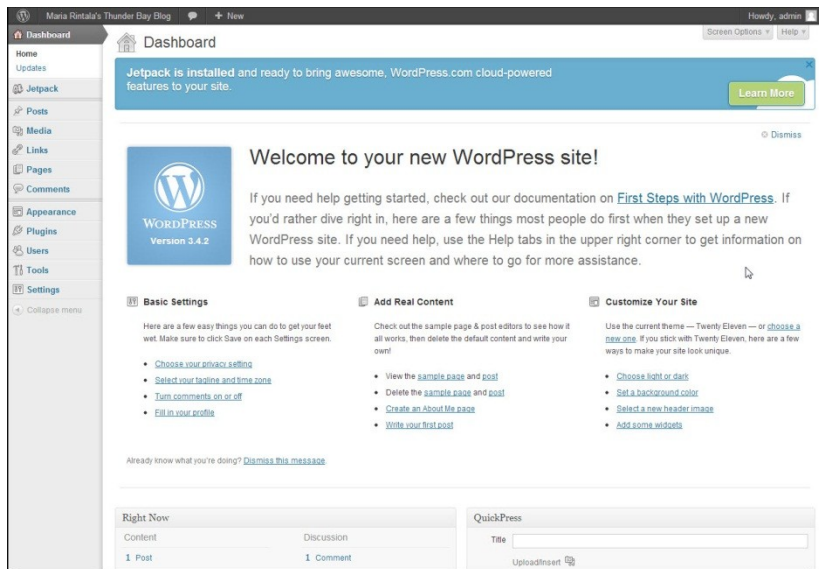 Maria Rintala's Thunder Bay Blog + New Howdy, admin
Dashboard
Home
Updates
Jetpack
Posts
Media
Links
Pages
Comments
Appearance
Plugins
Users
Tools
Settings
Collapse menu
Screen Options Help
Dashboard
Jetpack is installed and ready to bring awesome, WordPress.com cloud-powered
features to your site.
Learn More
Dismiss
WORDPRESS
Version 3.4.2
Welcome to your new WordPress site!
If you need help getting started, check out our documentation on First Steps with WordPress. If
you'd rather dive right in, here are a few things most people do first when they set up a new
WordPress site. If you need help, use the Help tabs in the upper right corner to get information on
how to use your current screen and where to go for more assistance.
Basic Settings
Here are a few easy things you can do to get your feet
wet. Make sure to click Save on each Settings screen.
• Choose your privacy setting
• Select your tagline and time zone
• Turn comments on or off
• Fill in your profile
Add Real Content
Check out the sample page & post editors to see how it
all works, then delete the default content and write your
own!
• View the sample page and post
• Delete the sample page and post
• Create an About Me page
• Write your first post
Customize Your Site
Use the current theme — Twenty Eleven — or choose a
new one. If you stick with Twenty Eleven, here are a few
ways to make your site look unique.
• Choose light or dark
• Set a background color
• Select a new header image
• Add some widgets
Already know what you're doing? Dismiss this message.
Right Now
Content Discussion
1 Post 1 Comment
QuickPress
Title
Upload/Insert